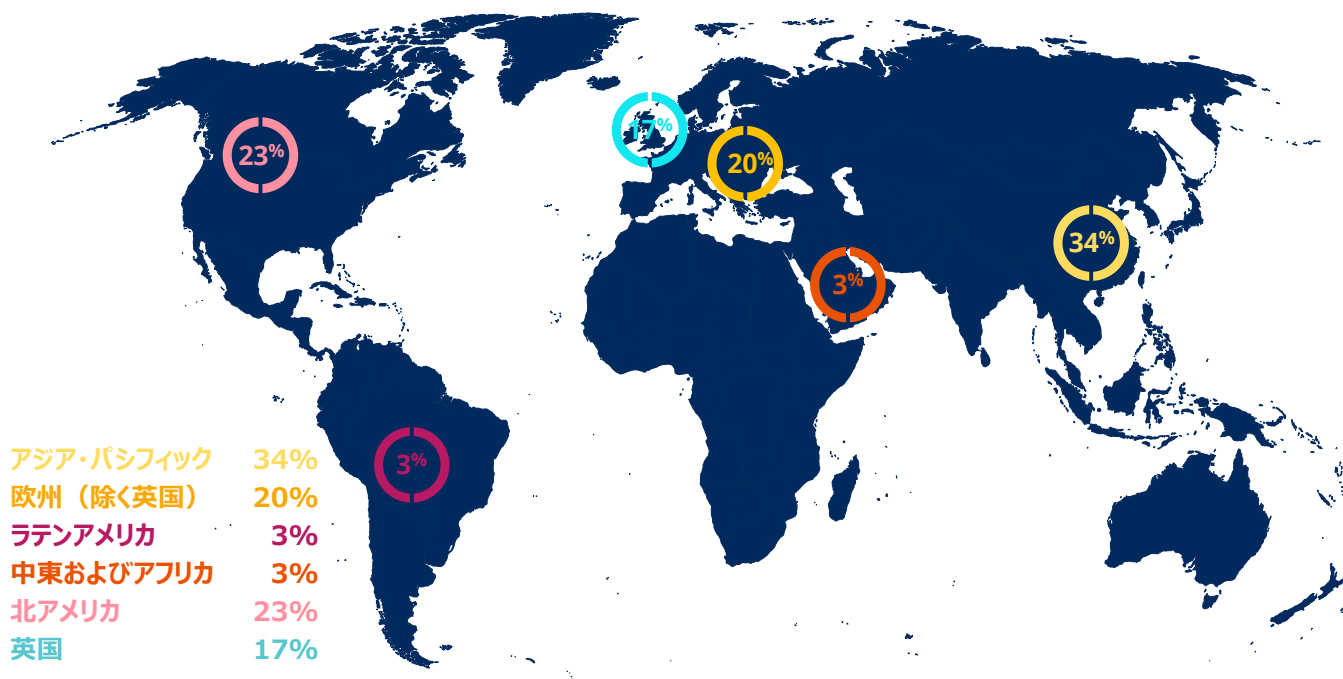 17%
23%
20%
34%
3%
3%
アジア・パシフィック 34%
欧州（除く英国） 20%
ラテンアメリカ 3%
中東およびアフリカ 3%
北アメリカ 23%
英国 17%